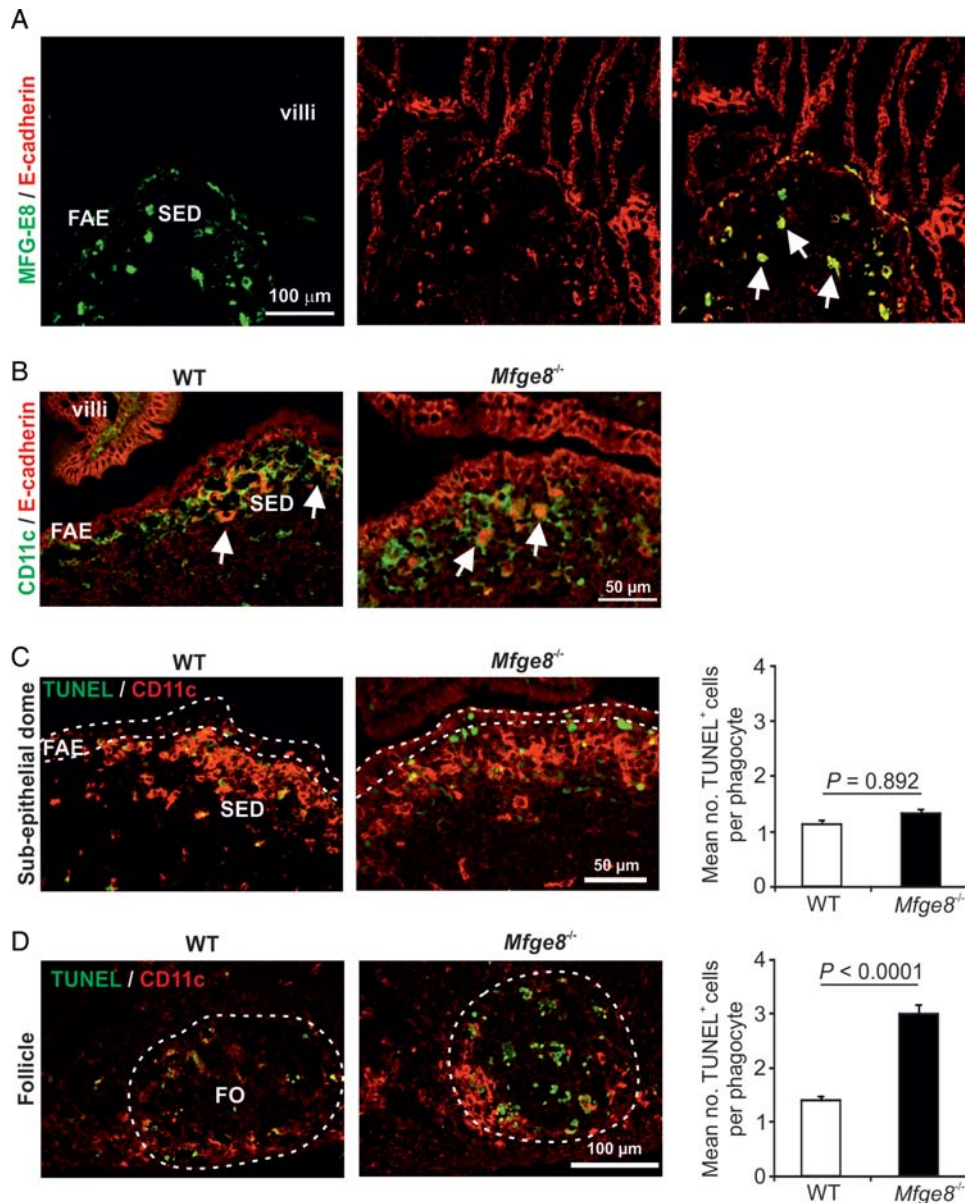 A
MFG-E8 / E-cadherin
villi
FAE
SED
100 µm
B
WT
Mfge8-/-
CD11c / E-cadherin
villi
SED
FAE
50 µm
C
WT
Mfge8-/-
Sub-epithelial dome
TUNEL / CD11c
FAE
SED
50 µm
Mean no. TUNEL+ cells
per phagocyte
4
3
2
1
0
P = 0.892
WT
Mfge8-/-
D
WT
Mfge8-/-
Follicle
TUNEL / CD11c
FO
100 µm
Mean no. TUNEL+ cells
per phagocyte
4
3
2
1
0
P < 0.0001
WT
Mfge8-/-